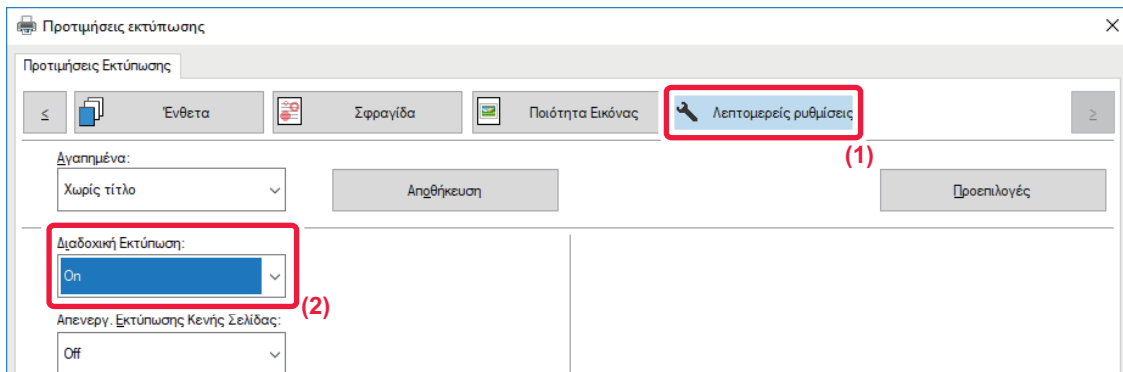 Προτιμήσεις εκτύπωσης
Προτιμήσεις Εκτύπωσης
≤ Ένθετα Σφραγίδα Ποιότητα Εικόνας Λεπτομερείς ρυθμίσεις ≥
(1)
Αγαπημένα:
Χωρίς τίτλο Αποθήκευση Προεπιλογές
Διαδοχική Εκτύπωση:
On
(2)
Απενεργ. Εκτύπωσης Κενής Σελίδας:
Off